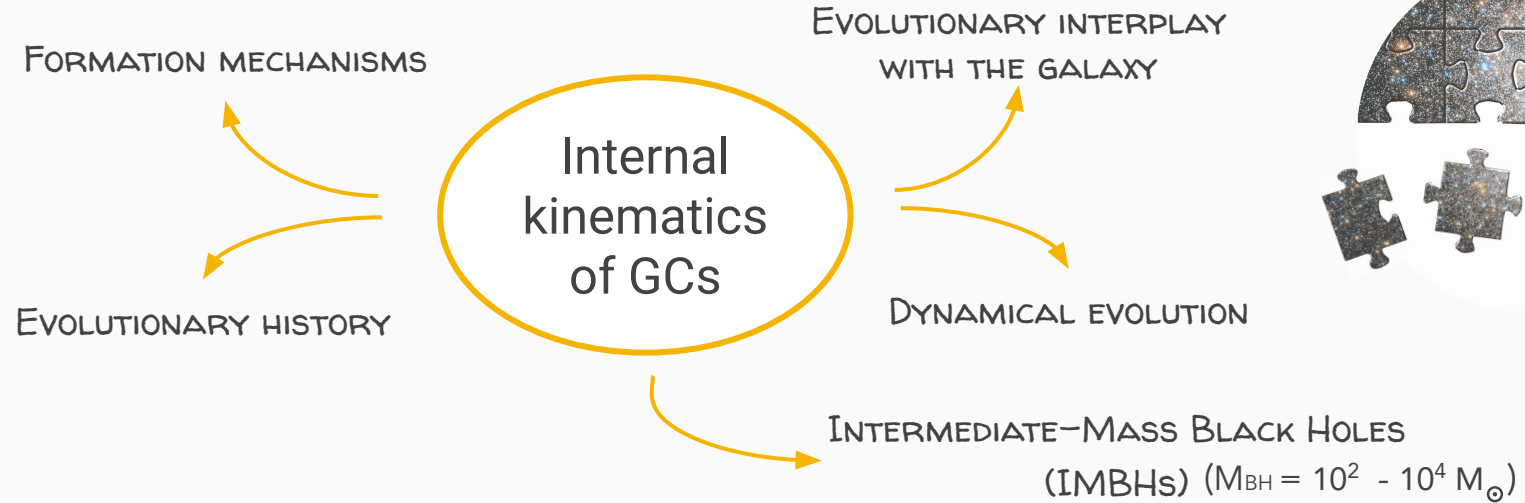 Formation mechanisms
Evolutionary interplay
with the galaxy
Internal
kinematics
of GCs
Evolutionary history
Dynamical evolution
Intermediate-Mass Black Holes
(IMBHs) (MBH = 10² - 10⁴ M⊙)